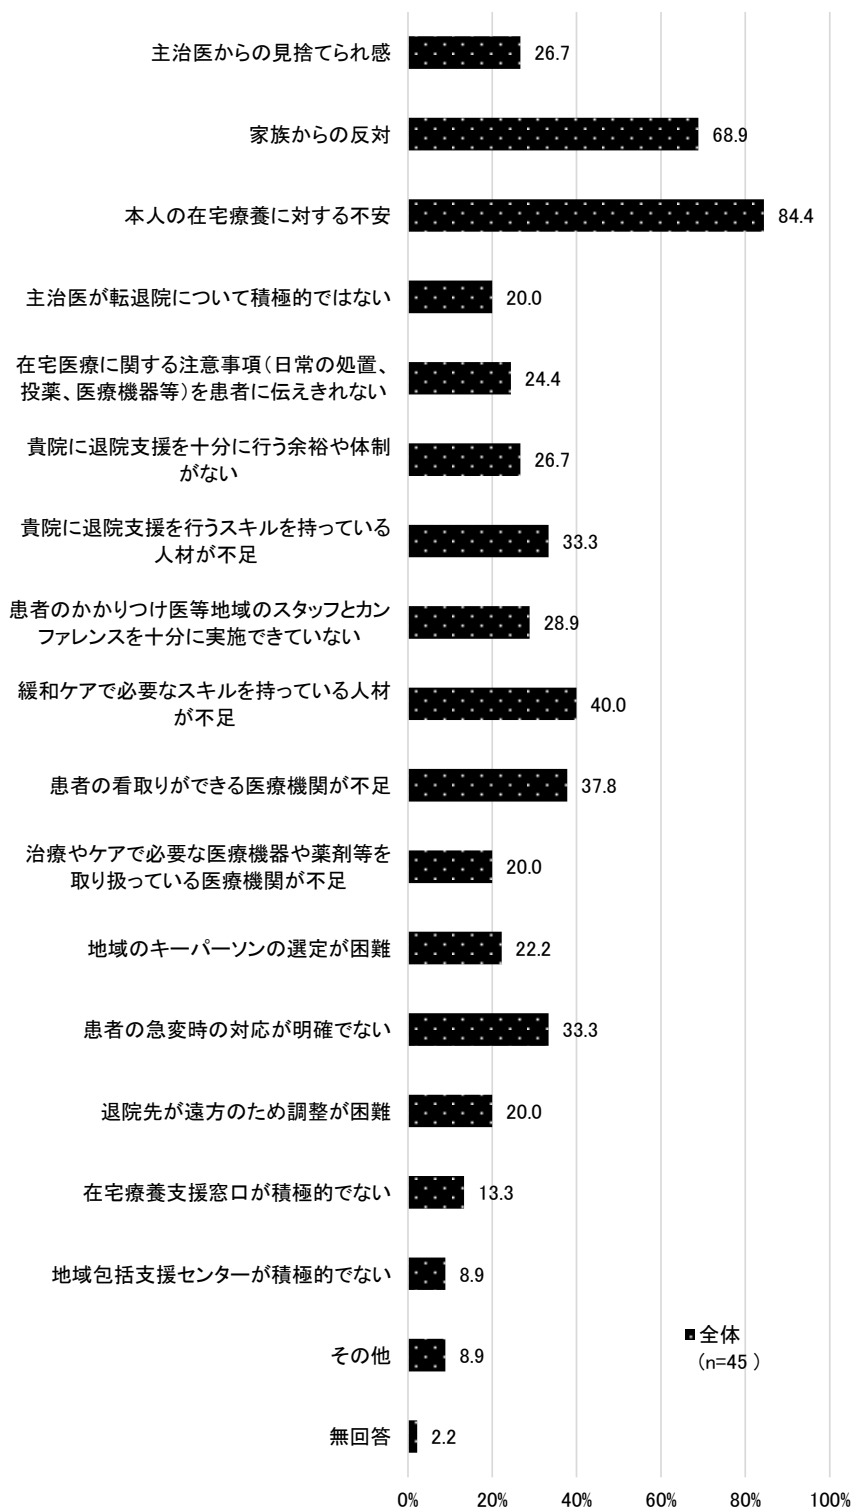 主治医からの見捨てられ感
26.7
家族からの反対
68.9
本人の在宅療養に対する不安
84.4
主治医が転退院について積極的ではない
20.0
在宅医療に関する注意事項（日常の処置、
投薬、医療機器等）を患者に伝えきれない
24.4
貴院に退院支援を十分に行う余裕や体制
がない
26.7
貴院に退院支援を行うスキルを持っている
人材が不足
33.3
患者のかかりつけ医等地域のスタッフとカン
ファレンスを十分に実施できていない
28.9
緩和ケアで必要なスキルを持っている人材
が不足
40.0
患者の看取りができる医療機関が不足
37.8
治療やケアで必要な医療機器や薬剤等を
取り扱っている医療機関が不足
20.0
地域のキーパーソンの選定が困難
22.2
患者の急変時の対応が明確でない
33.3
退院先が遠方のため調整が困難
20.0
在宅療養支援窓口が積極的でない
13.3
地域包括支援センターが積極的でない
8.9
その他
8.9
無回答
2.2
全体
（n=45 ）
0% 20% 40% 60% 80% 100%